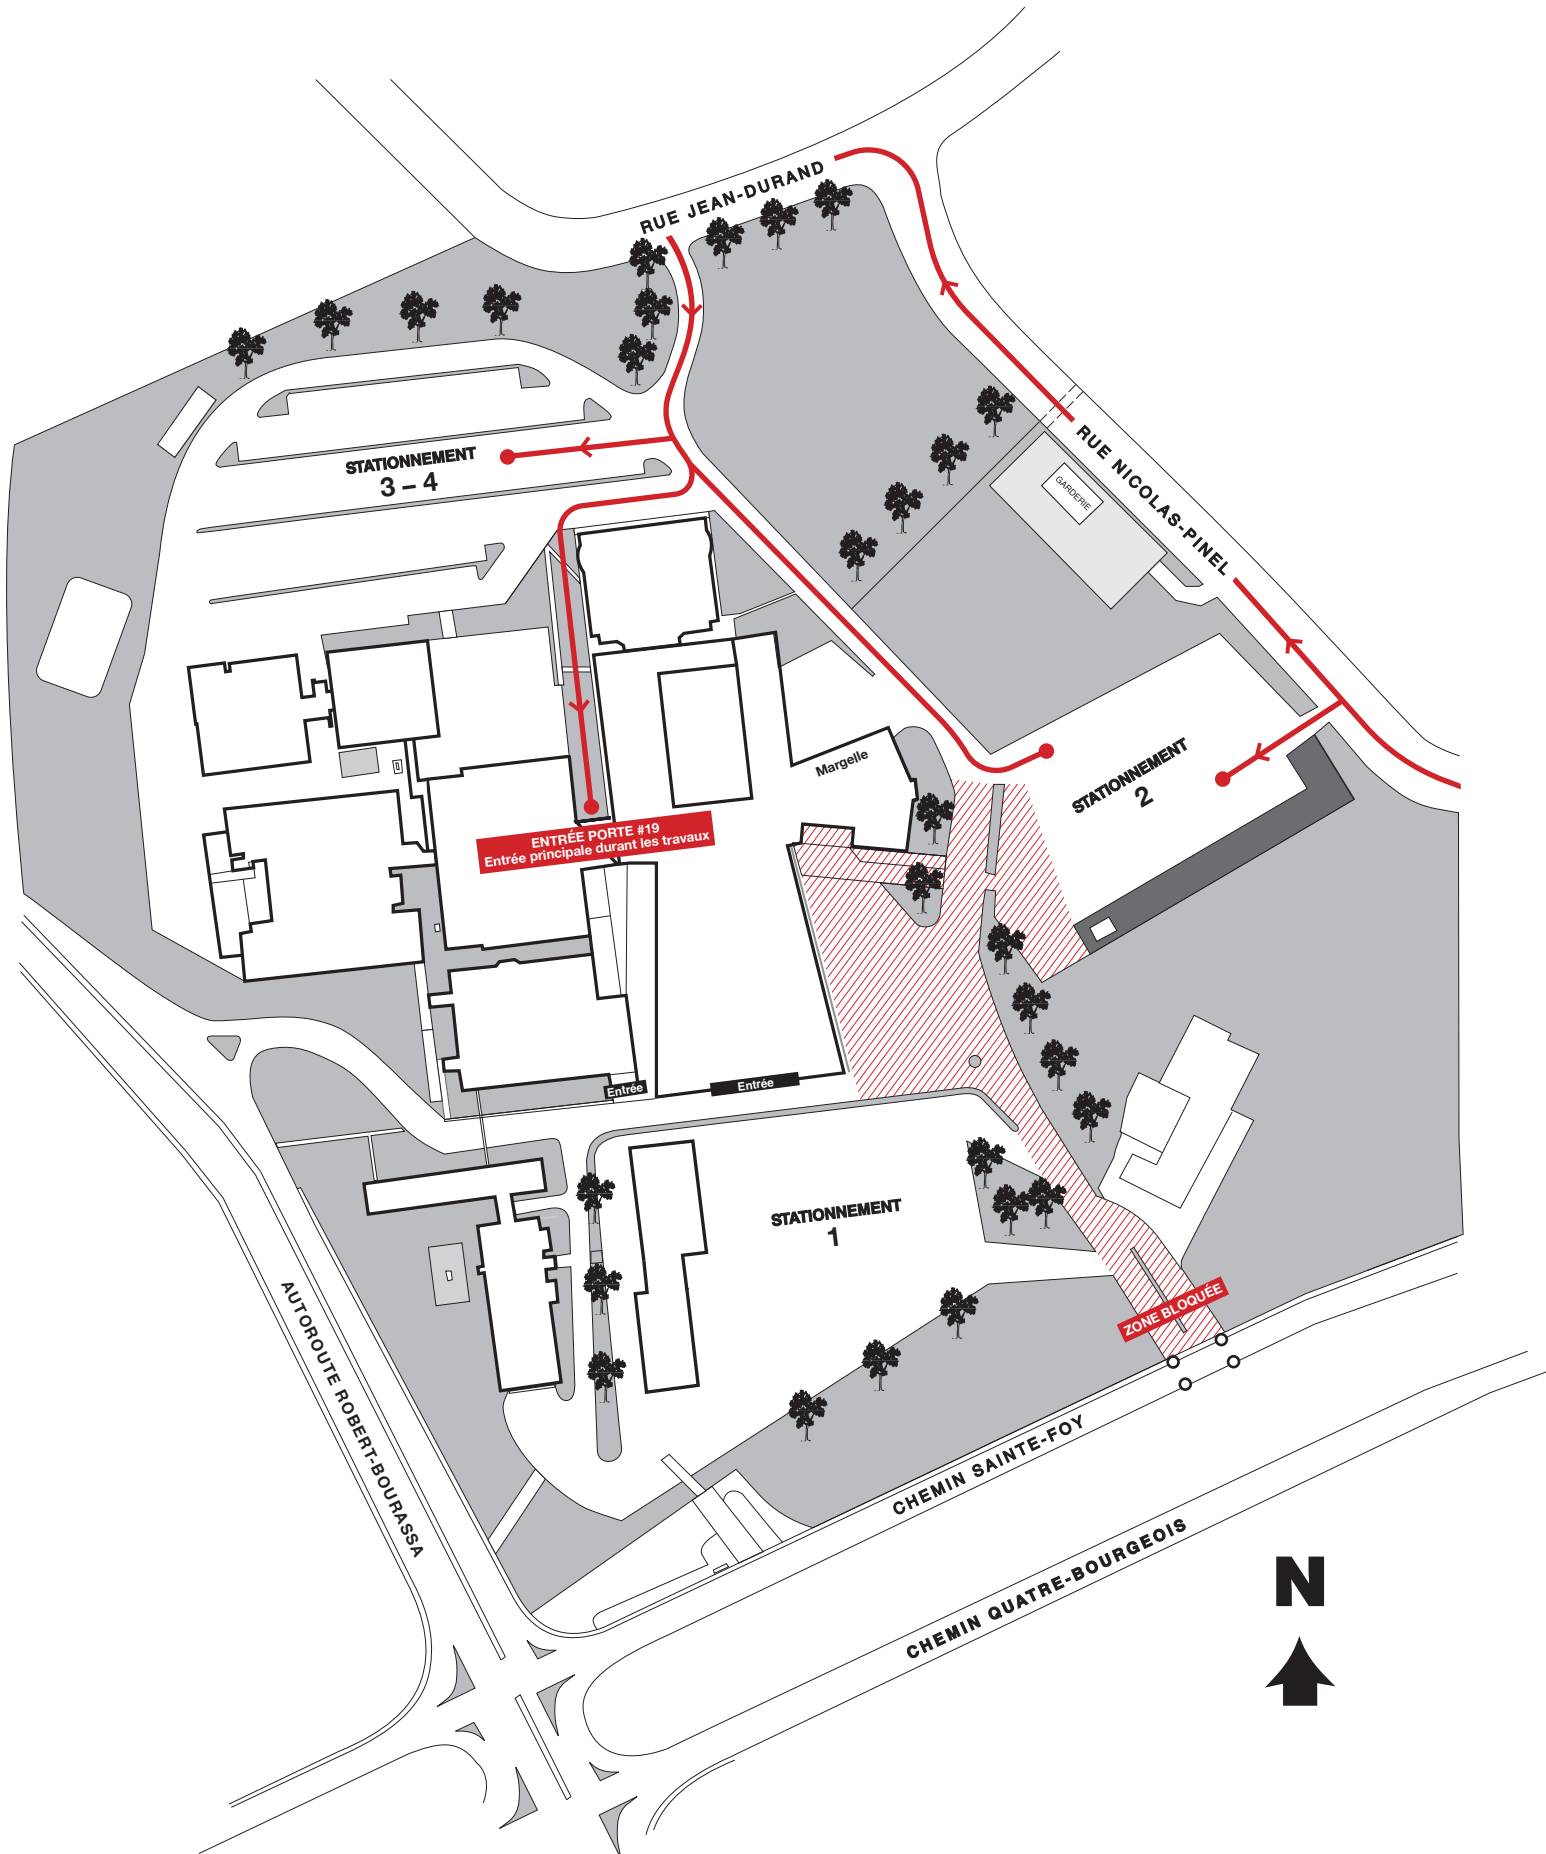 RUE JEAN-DURAND
STATIONNEMENT
3 – 4
GARDERIE
RUE NICOLAS-PINEL
Margelle
STATIONNEMENT
2
ENTRÉE PORTE #19
Entrée principale durant les travaux
Entrée
Entrée
STATIONNEMENT
1
ZONE BLOQUÉE
AUTOROUTE ROBERT-BOURASSA
CHEMIN SAINTE-FOY
CHEMIN QUATRE-BOURGEOIS
N